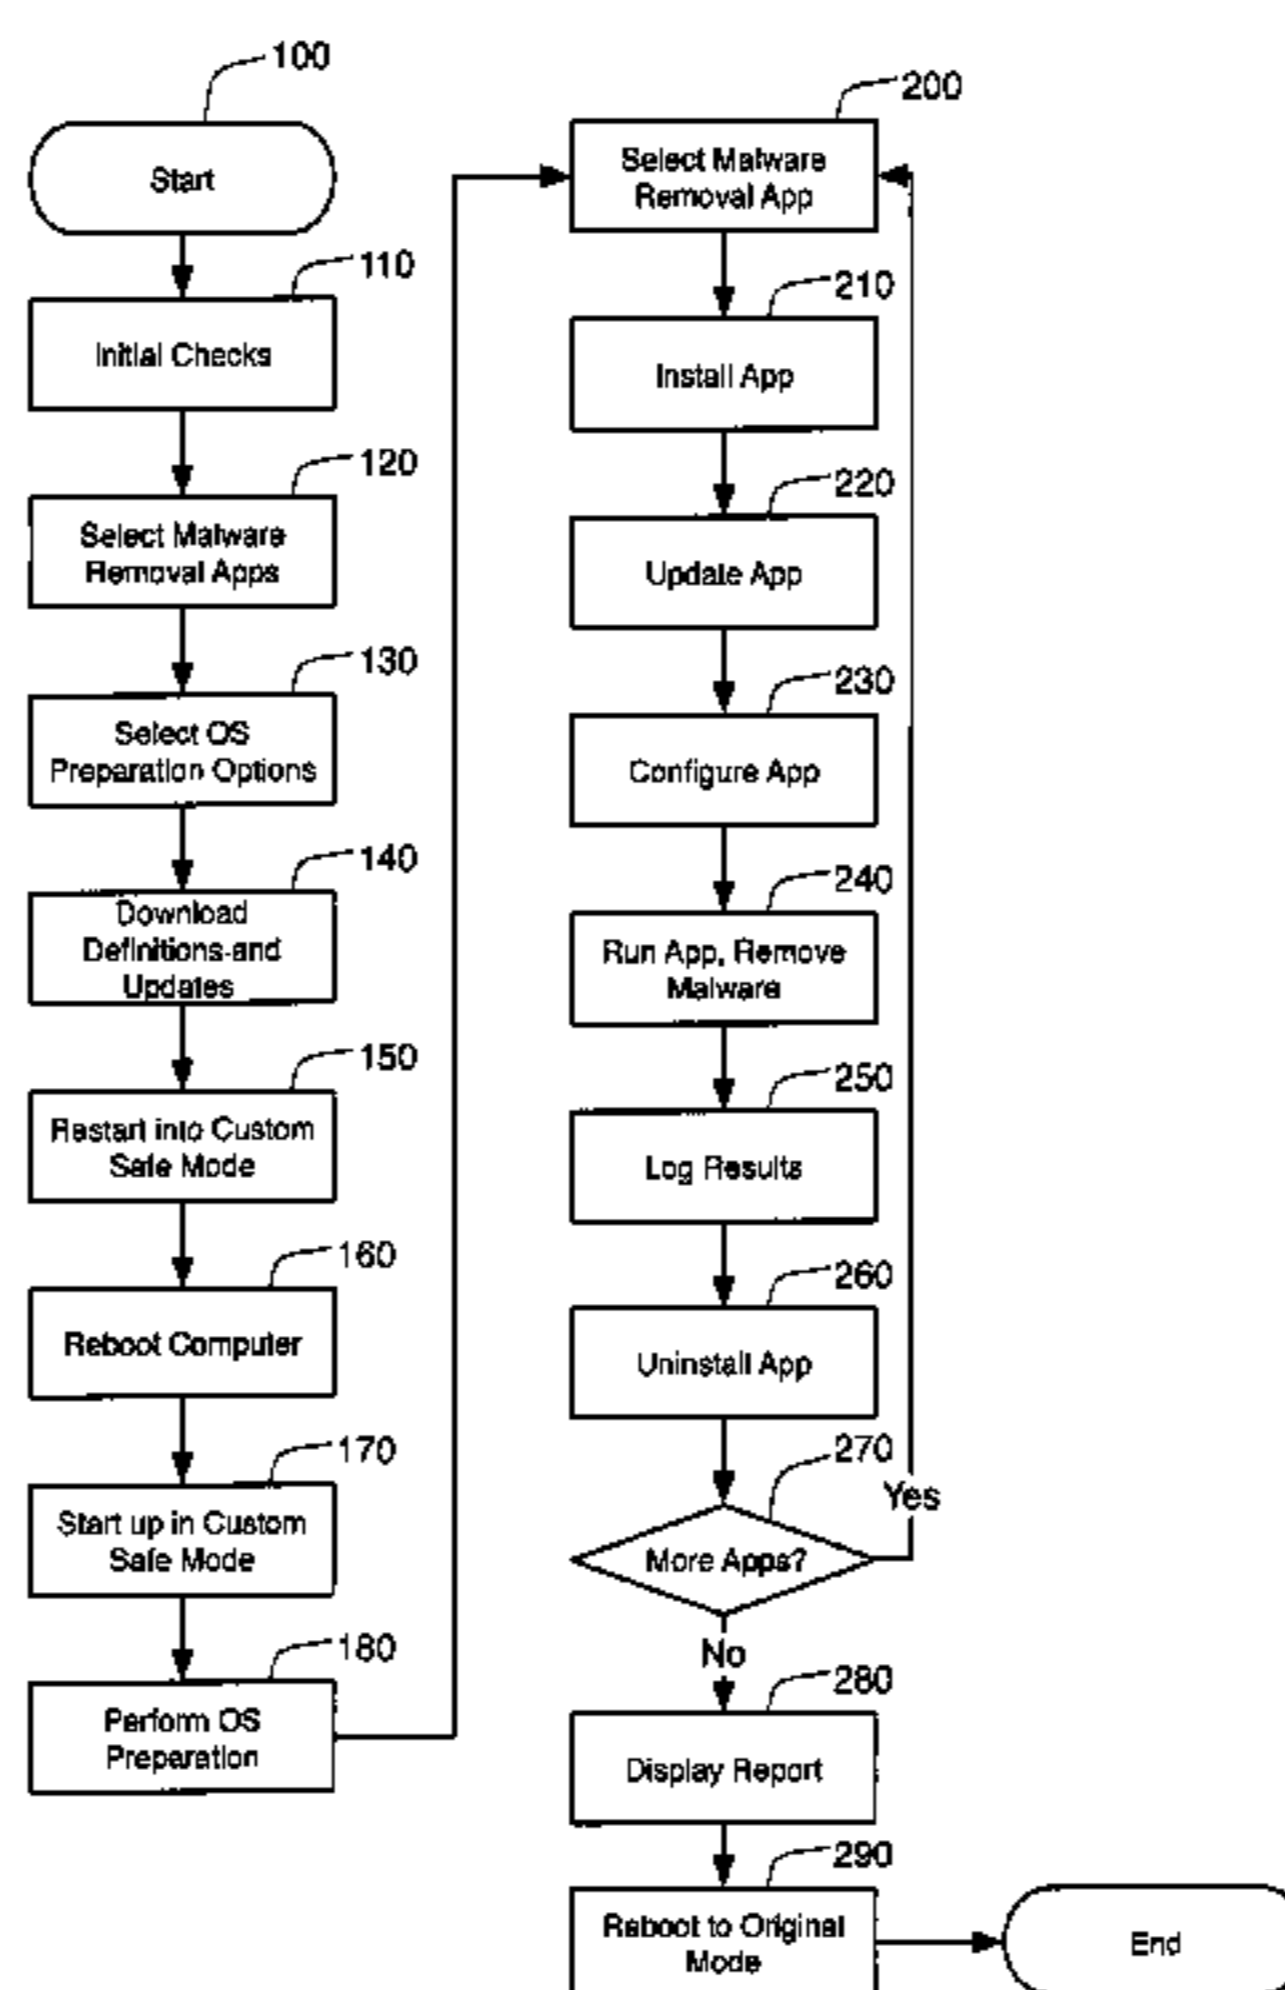 100
Start
110
Initial Checks
120
Select Malware
Removal Apps
130
Select OS
Preparation Options
140
Download
Definitions and
Updates
150
Restart into Custom
Safe Mode
160
Reboot Computer
170
Start up in Custom
Safe Mode
180
Perform OS
Preparation
200
Select Malware
Removal App
210
Install App
220
Update App
230
Configure App
240
Run App, Remove
Malware
250
Log Results
260
Uninstall App
270
More Apps?
Yes
No
280
Display Report
290
Reboot to Original
Mode
End